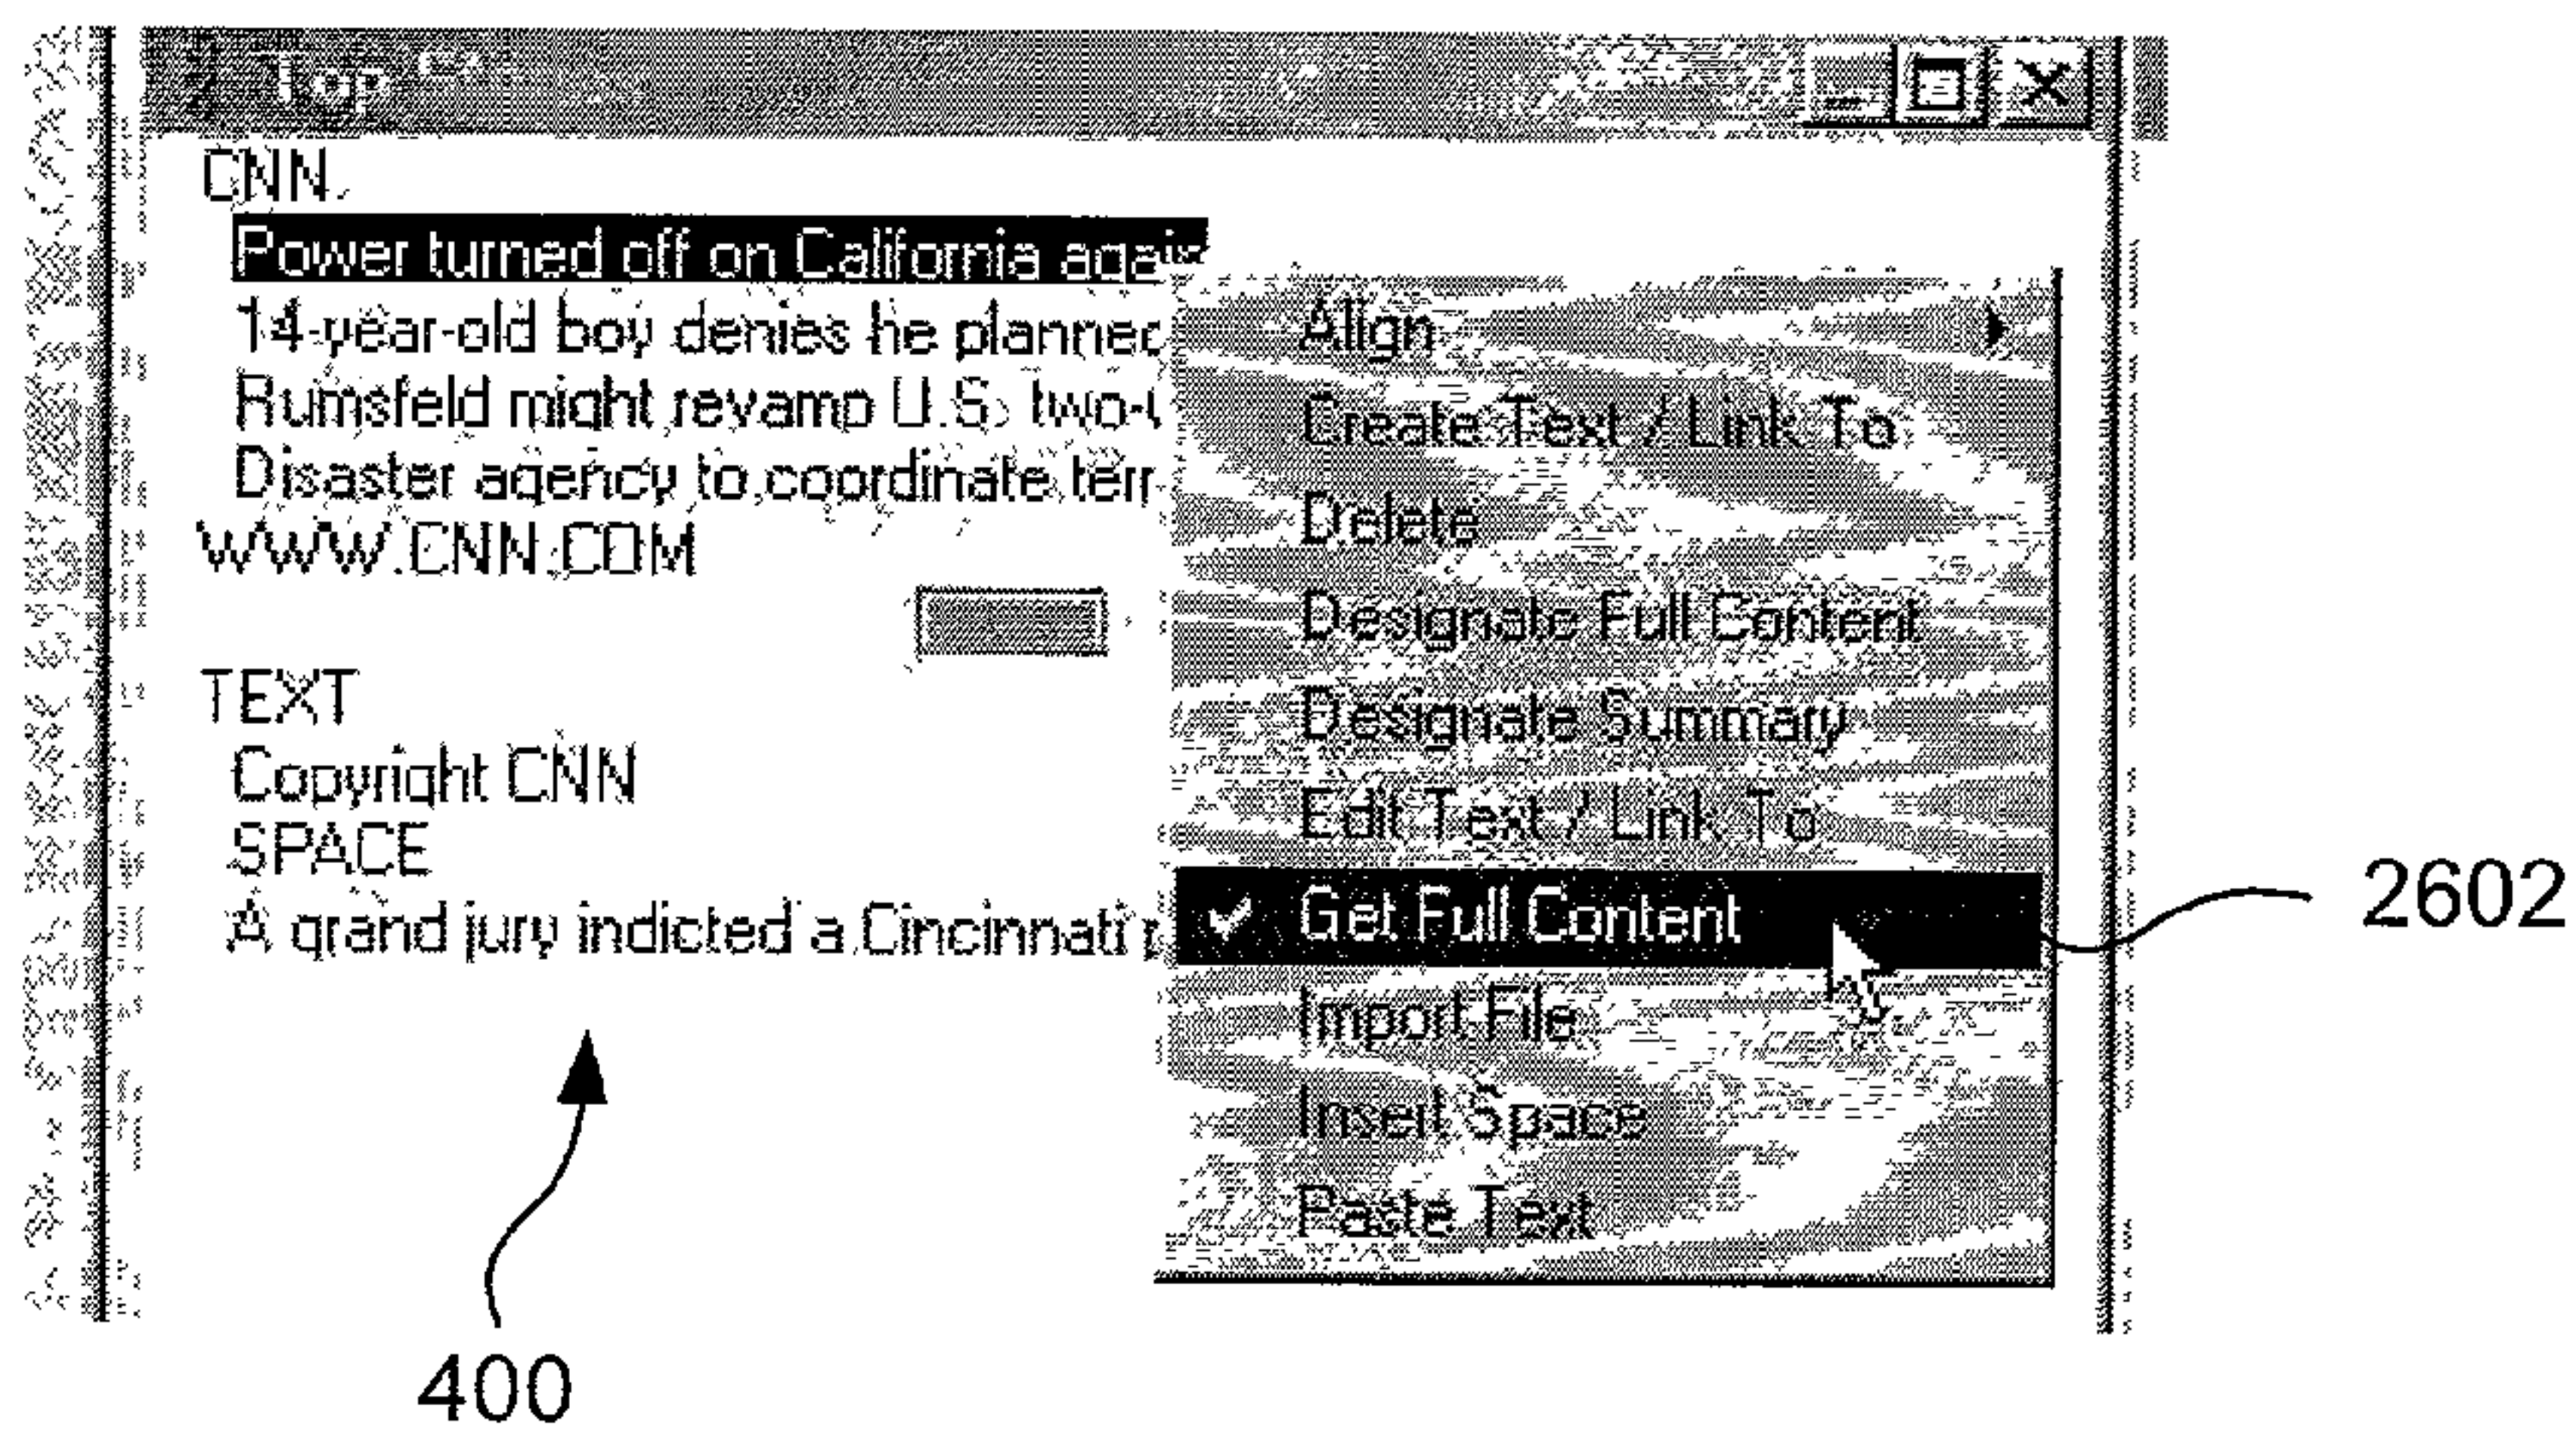 Top
CNN
Power turned off on California again
14-year-old boy denies he planned
Rumsfeld might revamp U.S. two-
Disaster agency to coordinate terr
WWW.CNN.COM
TEXT
Copyright CNN
SPACE
A grand jury indicted a Cincinnati p
Align
Create Text / Link To
Delete
Designate Full Content
Designate Summary
Edit Text / Link To
Get Full Content
Import File
Insert Space
Paste Text
2602
400